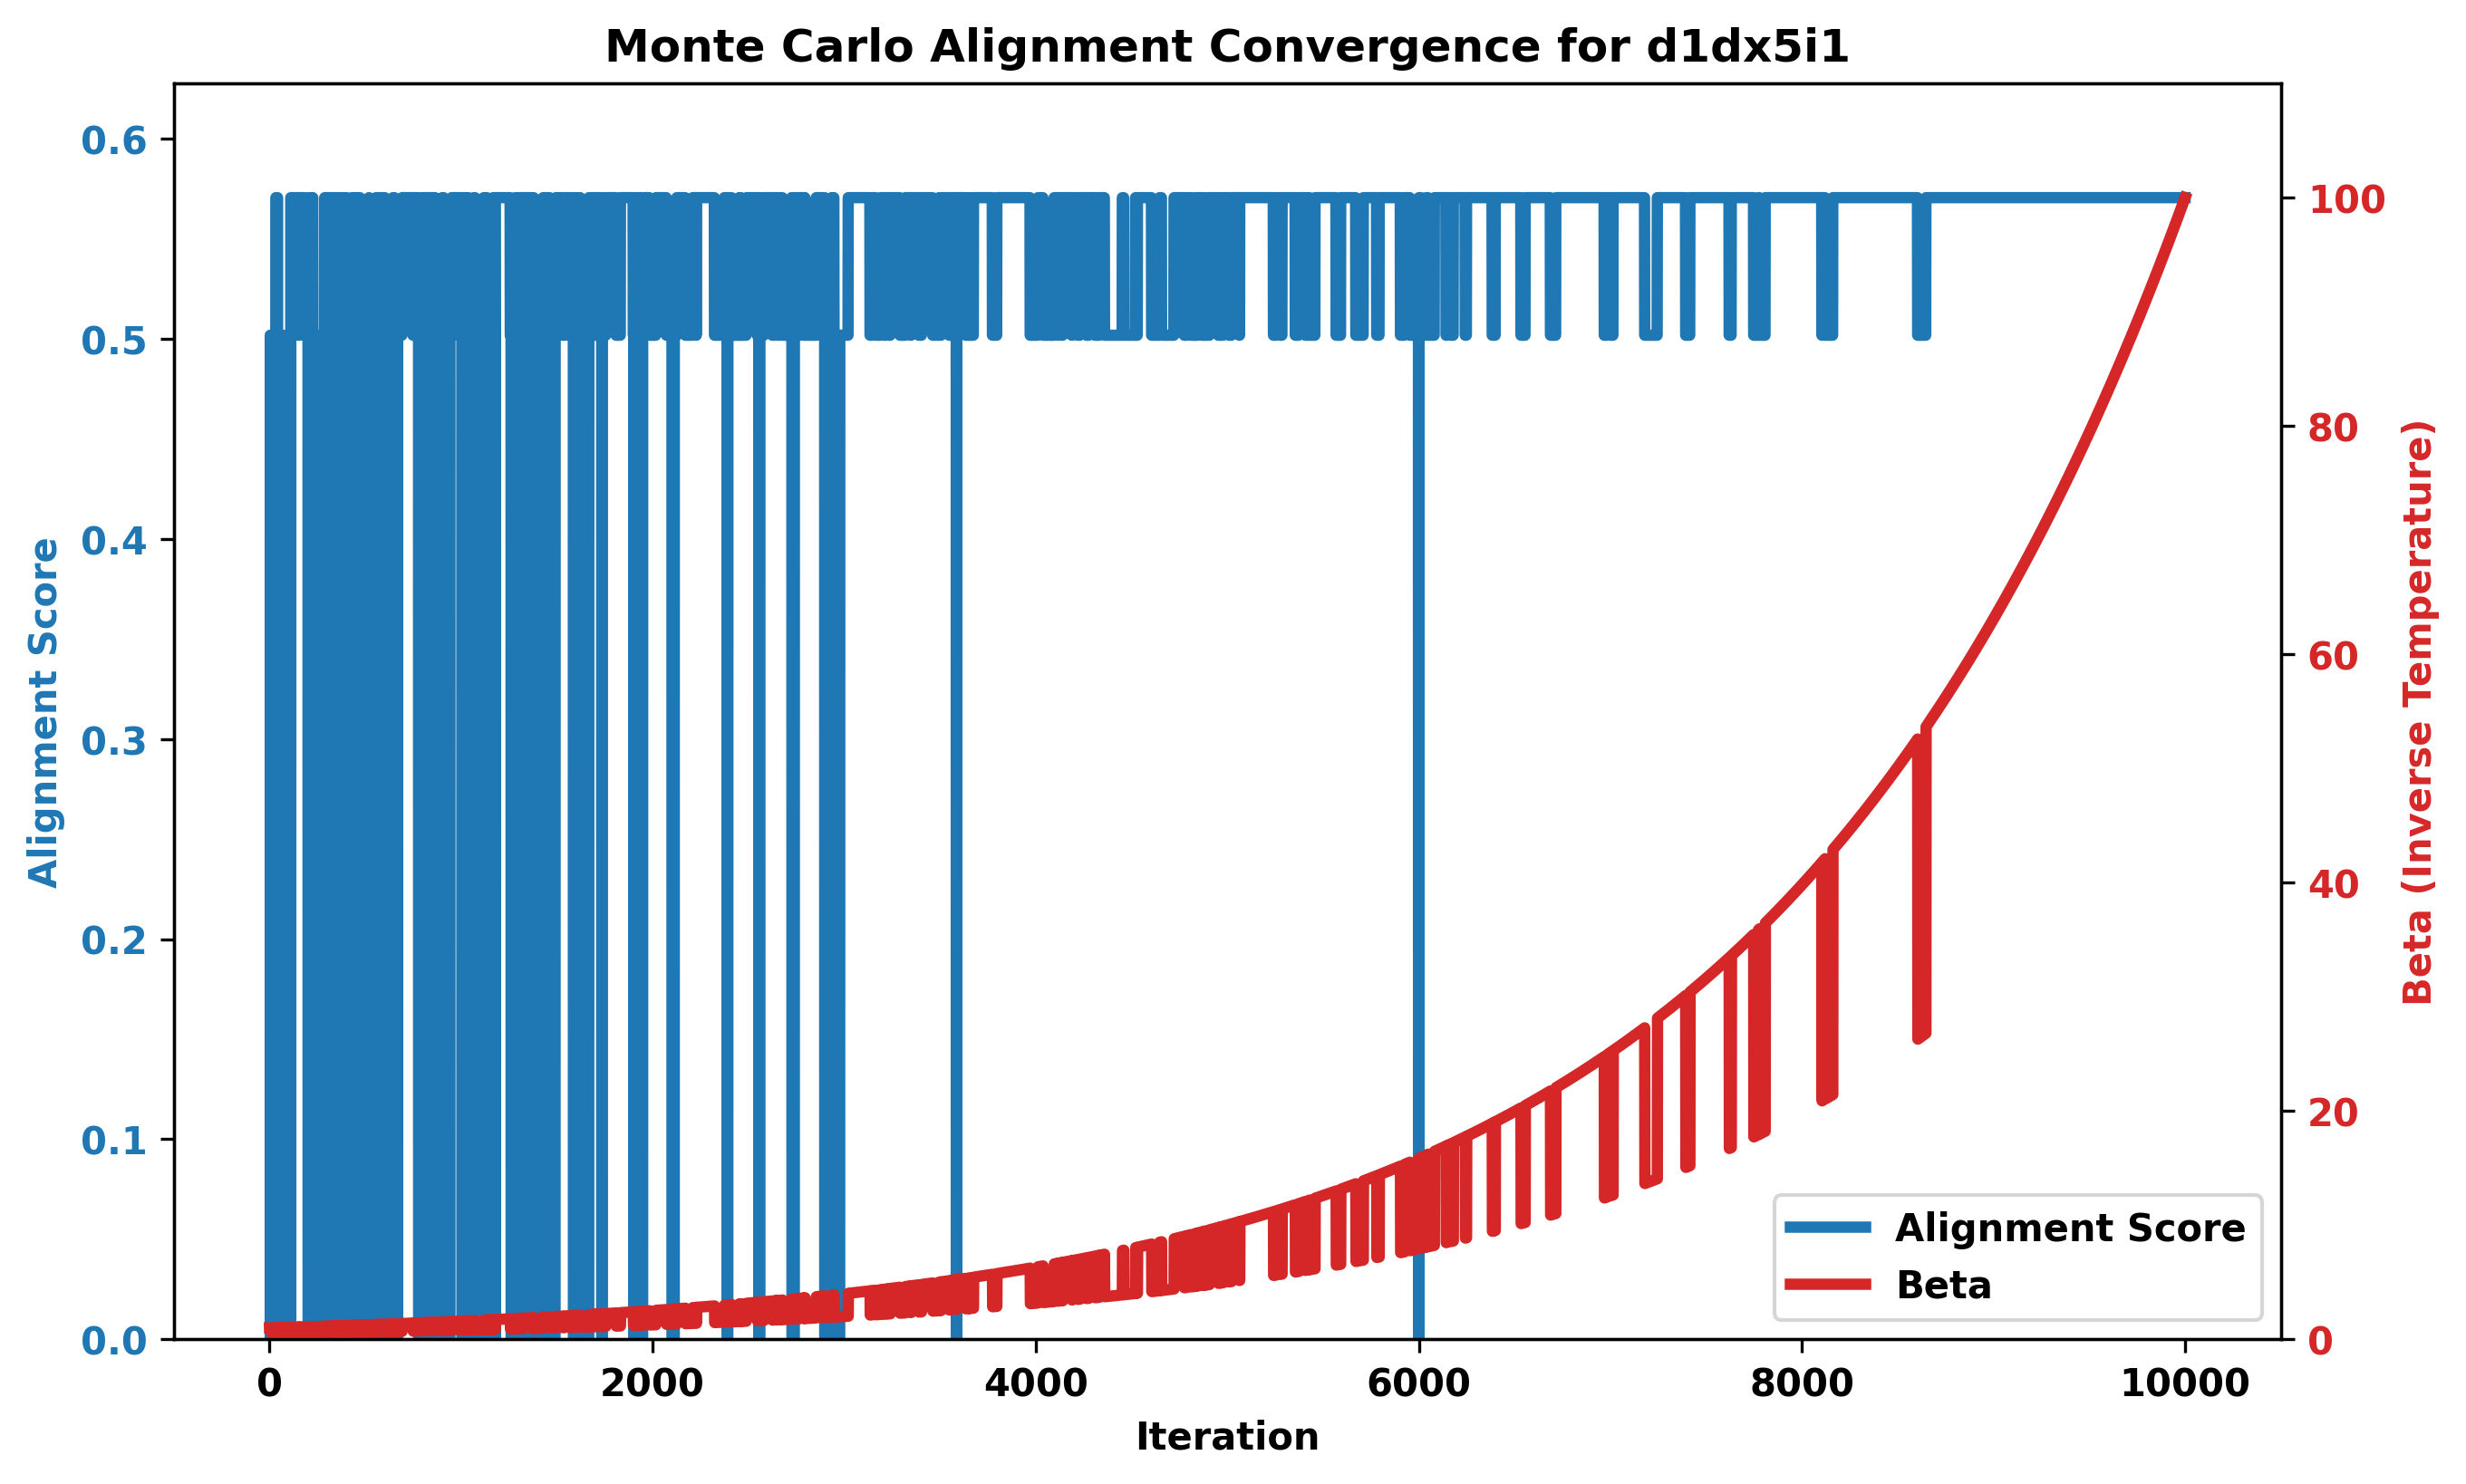 Monte Carlo Alignment Convergence for d1dx5i1
0.6
0.5
0.4
0.3
0.2
0.1
0.0
Alignment Score
100
80
60
40
20
0
Beta (Inverse Temperature)
Alignment Score
Beta
0 2000 4000 6000 8000 10000
Iteration